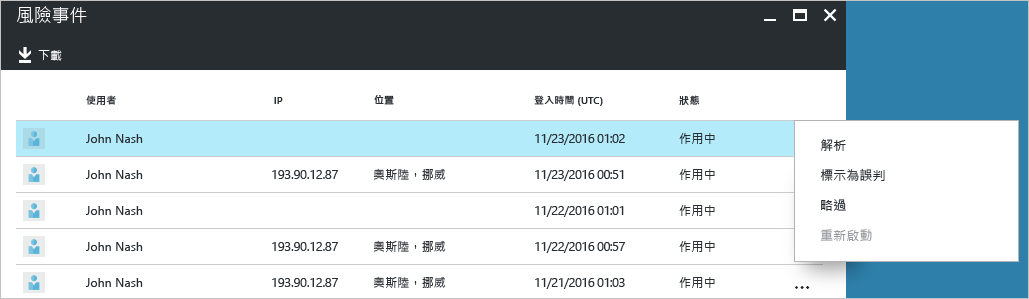 風險事件
下載
使用者 IP 位置 登入時間 (UTC) 狀態
John Nash 11/23/2016 01:02 作用中
John Nash 193.90.12.87 奧斯陸，挪威 11/23/2016 00:51 作用中
John Nash 11/22/2016 01:01 作用中
John Nash 193.90.12.87 奧斯陸，挪威 11/22/2016 00:57 作用中
John Nash 193.90.12.87 奧斯陸，挪威 11/21/2016 01:03 作用中 ...
解析
標示為誤判
略過
重新啟動